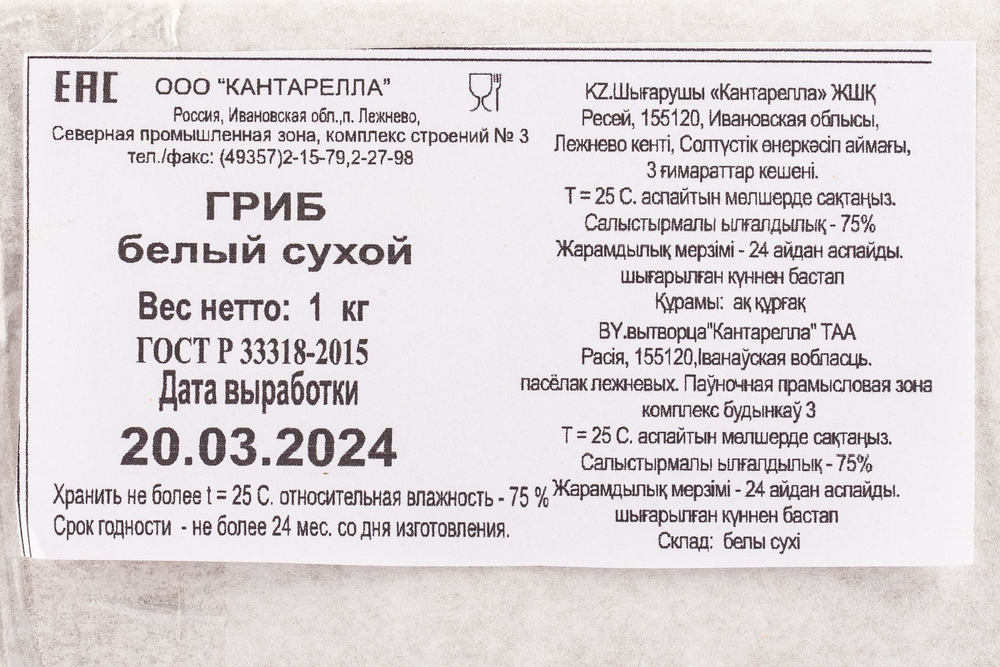 ЕАС
ООО "КАНТАРЕЛЛА"
Россия, Ивановская обл.,п. Лежнево,
Северная промышленная зона, комплекс строений № 3
тел./факс: (49357)2-15-79,2-27-98
ГРИБ
белый сухой
Вес нетто: 1 кг
ГОСТ Р 33318-2015
Дата выработки
20.03.2024
Хранить не более t = 25 С. относительная влажность - 75 %
Срок годности - не более 24 мес. со дня изготовления.
KZ.Шығарушы «Кантарелла» ЖШҚ
Ресей, 155120, Ивановская облысы,
Лежнево кенті, Солтүстік өнеркәсіп аймағы,
3 ғимараттар кешені.
Т = 25 С. аспайтын мөлшерде сақтаңыз.
Салыстырмалы ылғалдылық - 75%
Жарамдылық мерзімі - 24 айдан аспайды.
шығарылған күннен бастап
Құрамы: ақ құрғақ
BY.вытворца"Кантарелла" ТАА
Расія, 155120,Іванаўская вобласць.
пасёлак лежневых. Паўночная прамысловая зона
комплекс будынкаў 3
Т = 25 С. аспайтын мөлшерде сақтаңыз.
Салыстырмалы ылғалдылық - 75%
Жарамдылық мерзімі - 24 айдан аспайды.
шығарылған күннен бастап
Склад: белы сухі